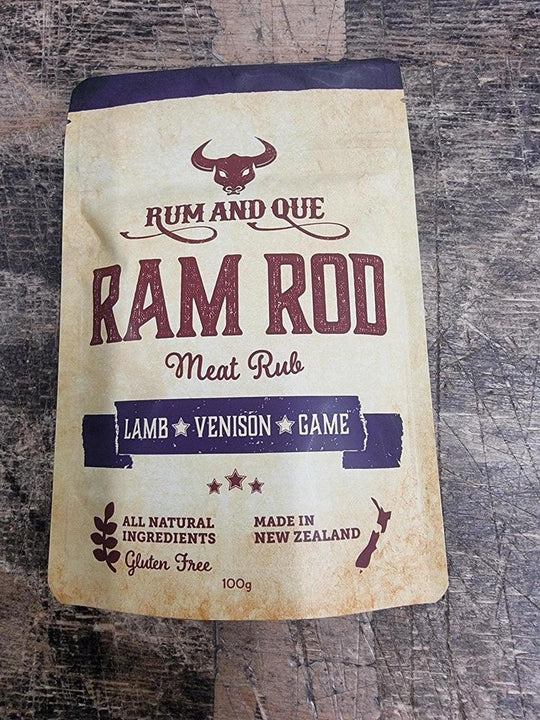 RUM AND QUE
RAM ROD
Meat Rub
LAMB ★ VENISON ★ GAME
ALL NATURAL
INGREDIENTS
Gluten Free
MADE IN
NEW ZEALAND
100g